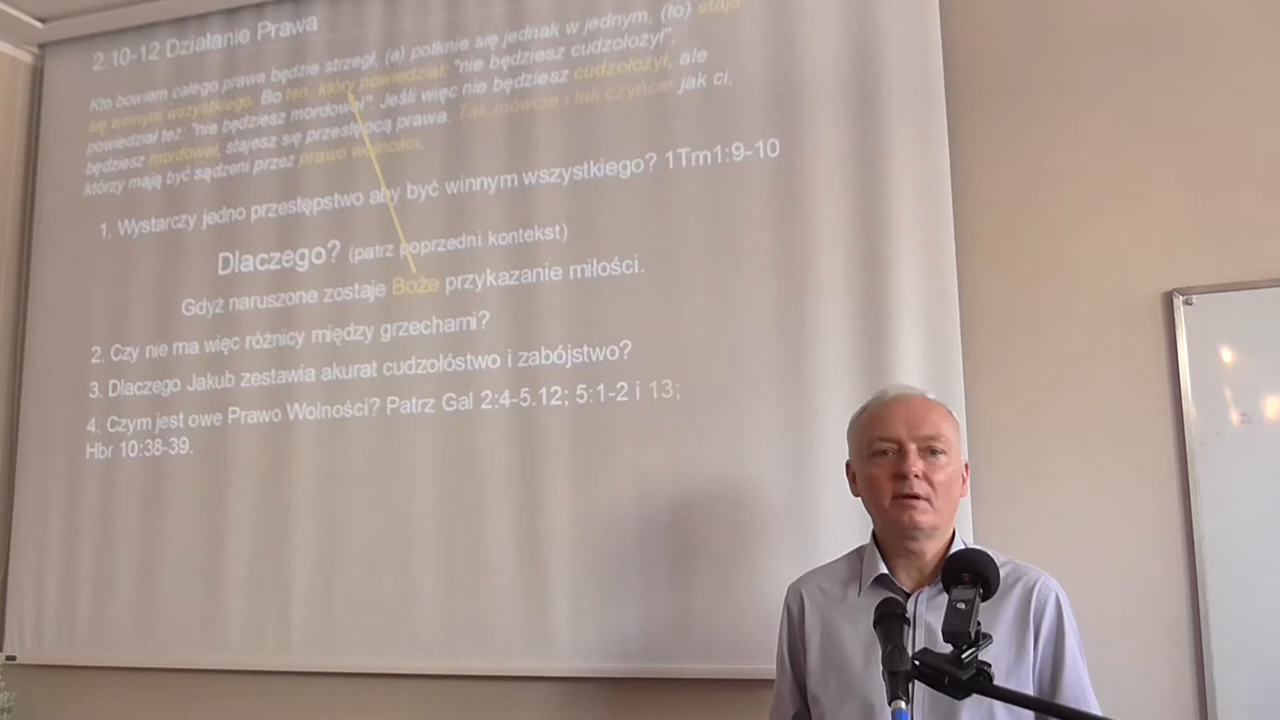 2:10-12 Działanie Prawa
Kto bowiem całego prawa będzie strzegł, (a) potknie się jednak w jednym, (to) staje
się winnym wszystkiego. Bo ten, który powiedział: "nie będziesz cudzołożył",
powiedział też: "nie będziesz mordował". Jeśli więc nie będziesz cudzołożył, ale
będziesz mordował, stajesz się przestępcą prawa. Tak mówcie i tak czyńcie jak ci,
którzy mają być sądzeni przez prawo wolności.
1. Wystarczy jedno przestępstwo aby być winnym wszystkiego? 1Tm1:9-10
Dlaczego? (patrz poprzedni kontekst)
Gdyż naruszone zostaje Boże przykazanie miłości.
2. Czy nie ma więc różnicy między grzechami?
3. Dlaczego Jakub zestawia akurat cudzołóstwo i zabójstwo?
4. Czym jest owe Prawo Wolności? Patrz Gal 2:4-5.12; 5:1-2 i 13;
Hbr 10:38-39.